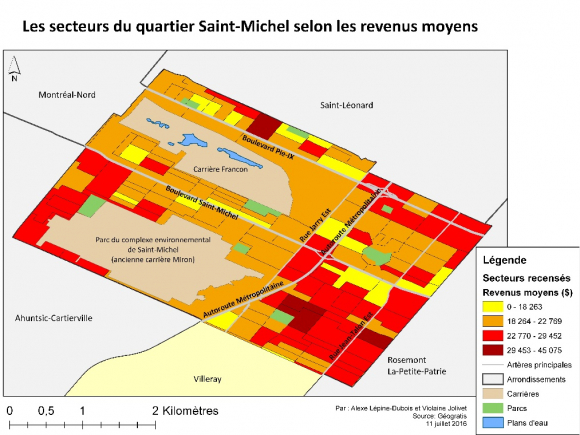 Les secteurs du quartier Saint-Michel selon les revenus moyens
N
Montréal-Nord
Saint-Léonard
Boulevard Pie-IX
Carrière Francon
Boulevard Saint-Michel
Rue Jarry Est
Autoroute Métropolitaine
Parc du complexe environnemental
de Saint-Michel
(ancienne carrière Miron)
Autoroute Métropolitaine
Rue Jean-Talon Est
Ahuntsic-Cartierville
Rosemont
La-Petite-Patrie
Villeray
Légende
Secteurs recensés
Revenus moyens ($)
0 - 18 263
18 264 - 22 769
22 770 - 29 452
29 453 - 45 075
Artères principales
Arrondissements
Carrières
Parcs
Plans d'eau
0 0,5 1 2 Kilomètres
Par : Alexe Lépine-Dubois et Violaine Jolivet
Source: Géogratis
11 juillet 2016